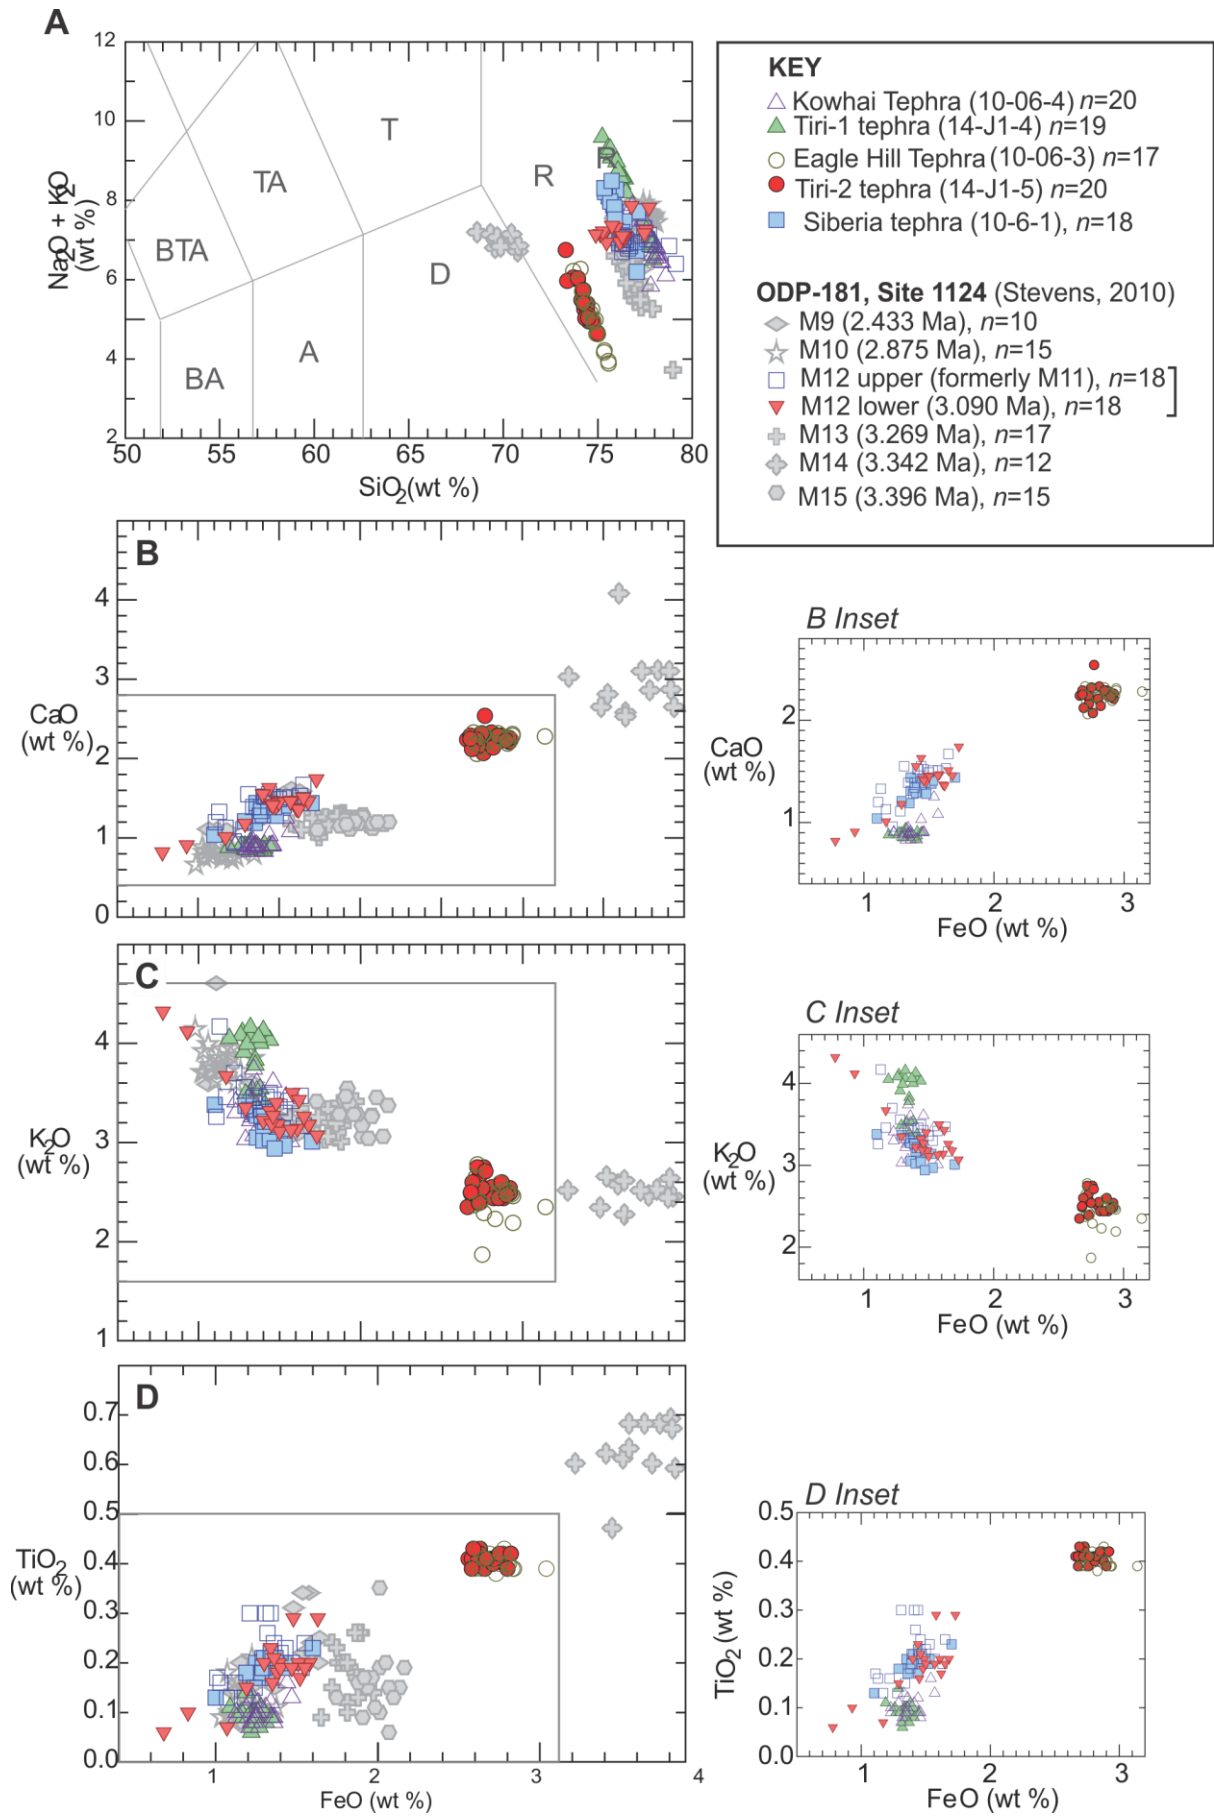 A
12
10
8
6
4
2
Na2O + K2O
(wt %)
T
TA
R
R
BTA
D
A
BA
50
55
60
65
70
75
80
SiO2(wt %)
KEY
Kowhai Tephra (10-06-4) n=20
Tiri-1 tephra (14-J1-4) n=19
Eagle Hill Tephra (10-06-3) n=17
Tiri-2 tephra (14-J1-5) n=20
Siberia tephra (10-6-1), n=18
ODP-181, Site 1124 (Stevens, 2010)
M9 (2.433 Ma), n=10
M10 (2.875 Ma), n=15
M12 upper (formerly M11), n=18
M12 lower (3.090 Ma), n=18
M13 (3.269 Ma), n=17
M14 (3.342 Ma), n=12
M15 (3.396 Ma), n=15
B
4
3
2
1
0
CaO
(wt %)
B Inset
2
1
CaO
(wt %)
1
2
3
FeO (wt %)
C
4
3
2
1
K2O
(wt %)
C Inset
4
3
2
K2O
(wt %)
1
2
3
FeO (wt %)
D
0.7
0.6
0.5
0.4
0.3
0.2
0.1
0.0
TiO2
(wt %)
1
2
3
4
FeO (wt %)
D Inset
0.5
0.4
0.3
0.2
0.1
0.0
TiO2 (wt %)
1
2
3
FeO (wt %)